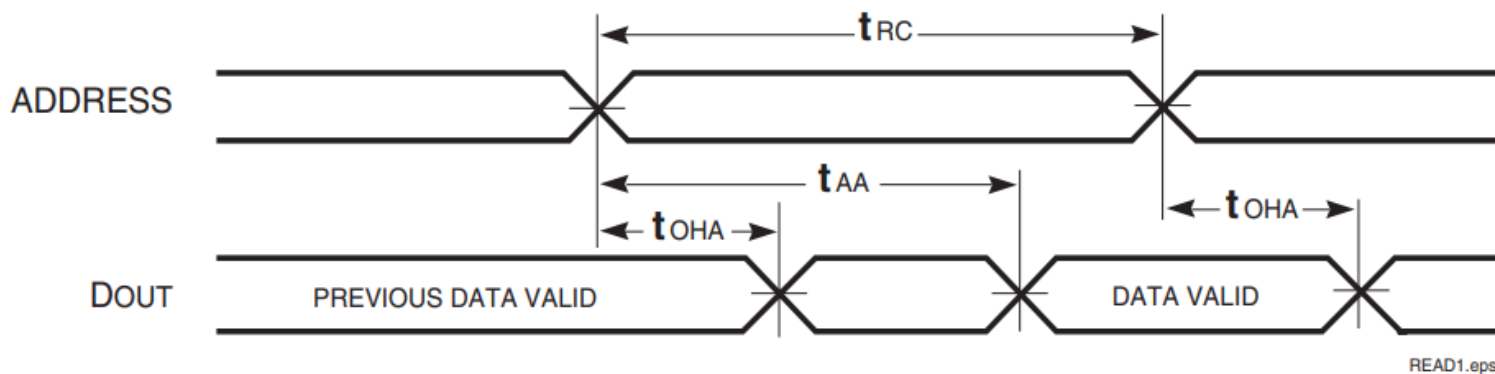 tRC
ADDRESS
tAA
tOHA
tOHA
DOUT
PREVIOUS DATA VALID
DATA VALID
READ1.eps